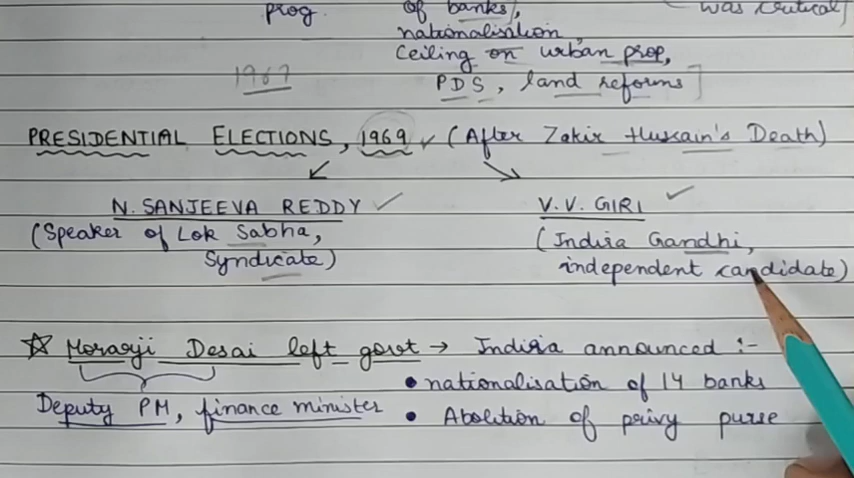 prog. of banks), was critical]
nationalisation,
ceiling on urban prop,
1967 PDS, land reforms]
PRESIDENTIAL ELECTIONS, 1969 ✓ (After Zakir Hussain's Death)
↙ ↘
N. SANJEEVA REDDY ✓ V.V. GIRI ✓
(Speaker of Lok Sabha, (Indira Gandhi,
Syndicate) independent candidate)
☆ Morarji Desai left govt → Indira announced :-
• nationalisation of 14 banks
Deputy PM, finance minister • Abolition of privy purse